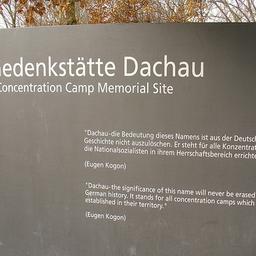 Gedenkstätte Dachau
Concentration Camp Memorial Site
"Dachau-die Bedeutung dieses Namens ist aus der Deutsch
Geschichte nicht auszulöschen. Er steht für alle Konzentrat
die Nationalsozialisten in ihrem Herrschaftsbereich errichte
(Eugen Kogon)
"Dachau-the significance of this name will never be erased
German history. It stands for all concentration camps which
established in their territory."
(Eugen Kogon)